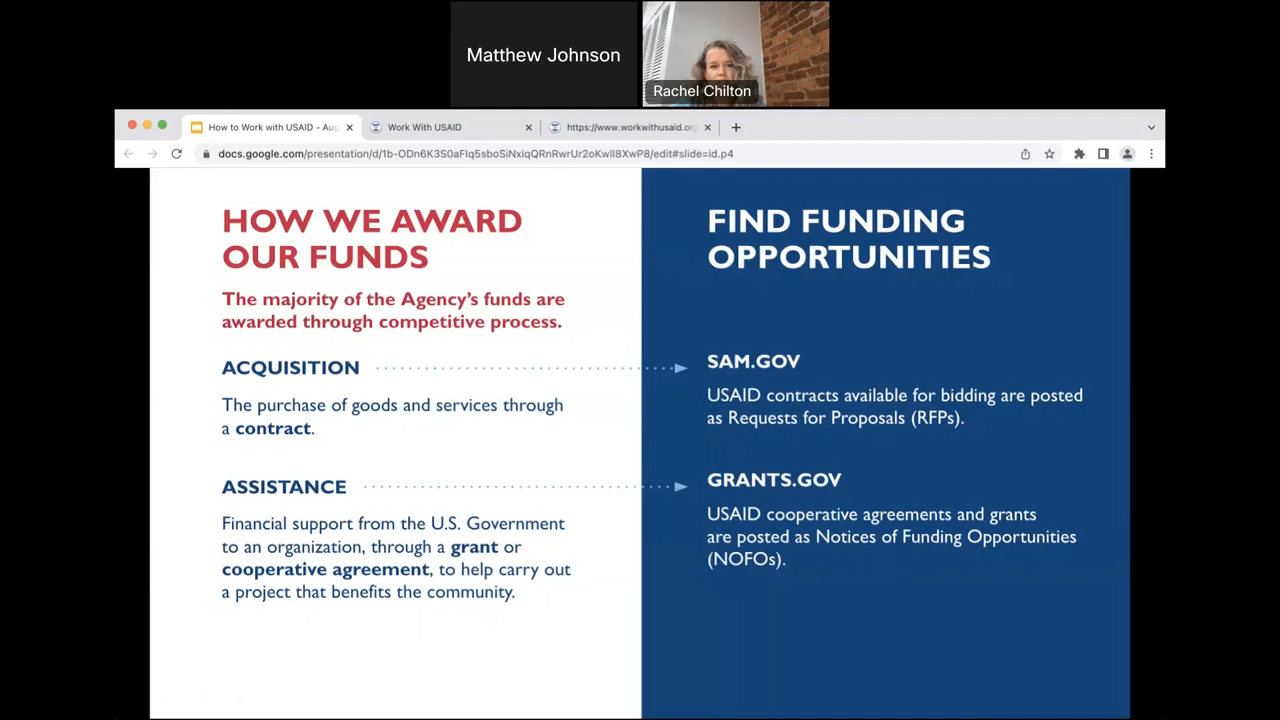 Matthew Johnson
Rachel Chilton
How to Work with USAID - Aug
Work With USAID
https://www.workwithusaid.org
docs.google.com/presentation/d/1b-ODn6K3S0aFlq5sboSiNxiqQRnRwrUr2oKwll8XwP8/edit#slide=id.p4
HOW WE AWARD
OUR FUNDS
The majority of the Agency's funds are
awarded through competitive process.
ACQUISITION
The purchase of goods and services through
a contract.
ASSISTANCE
Financial support from the U.S. Government
to an organization, through a grant or
cooperative agreement, to help carry out
a project that benefits the community.
FIND FUNDING
OPPORTUNITIES
SAM.GOV
USAID contracts available for bidding are posted
as Requests for Proposals (RFPs).
GRANTS.GOV
USAID cooperative agreements and grants
are posted as Notices of Funding Opportunities
(NOFOs).